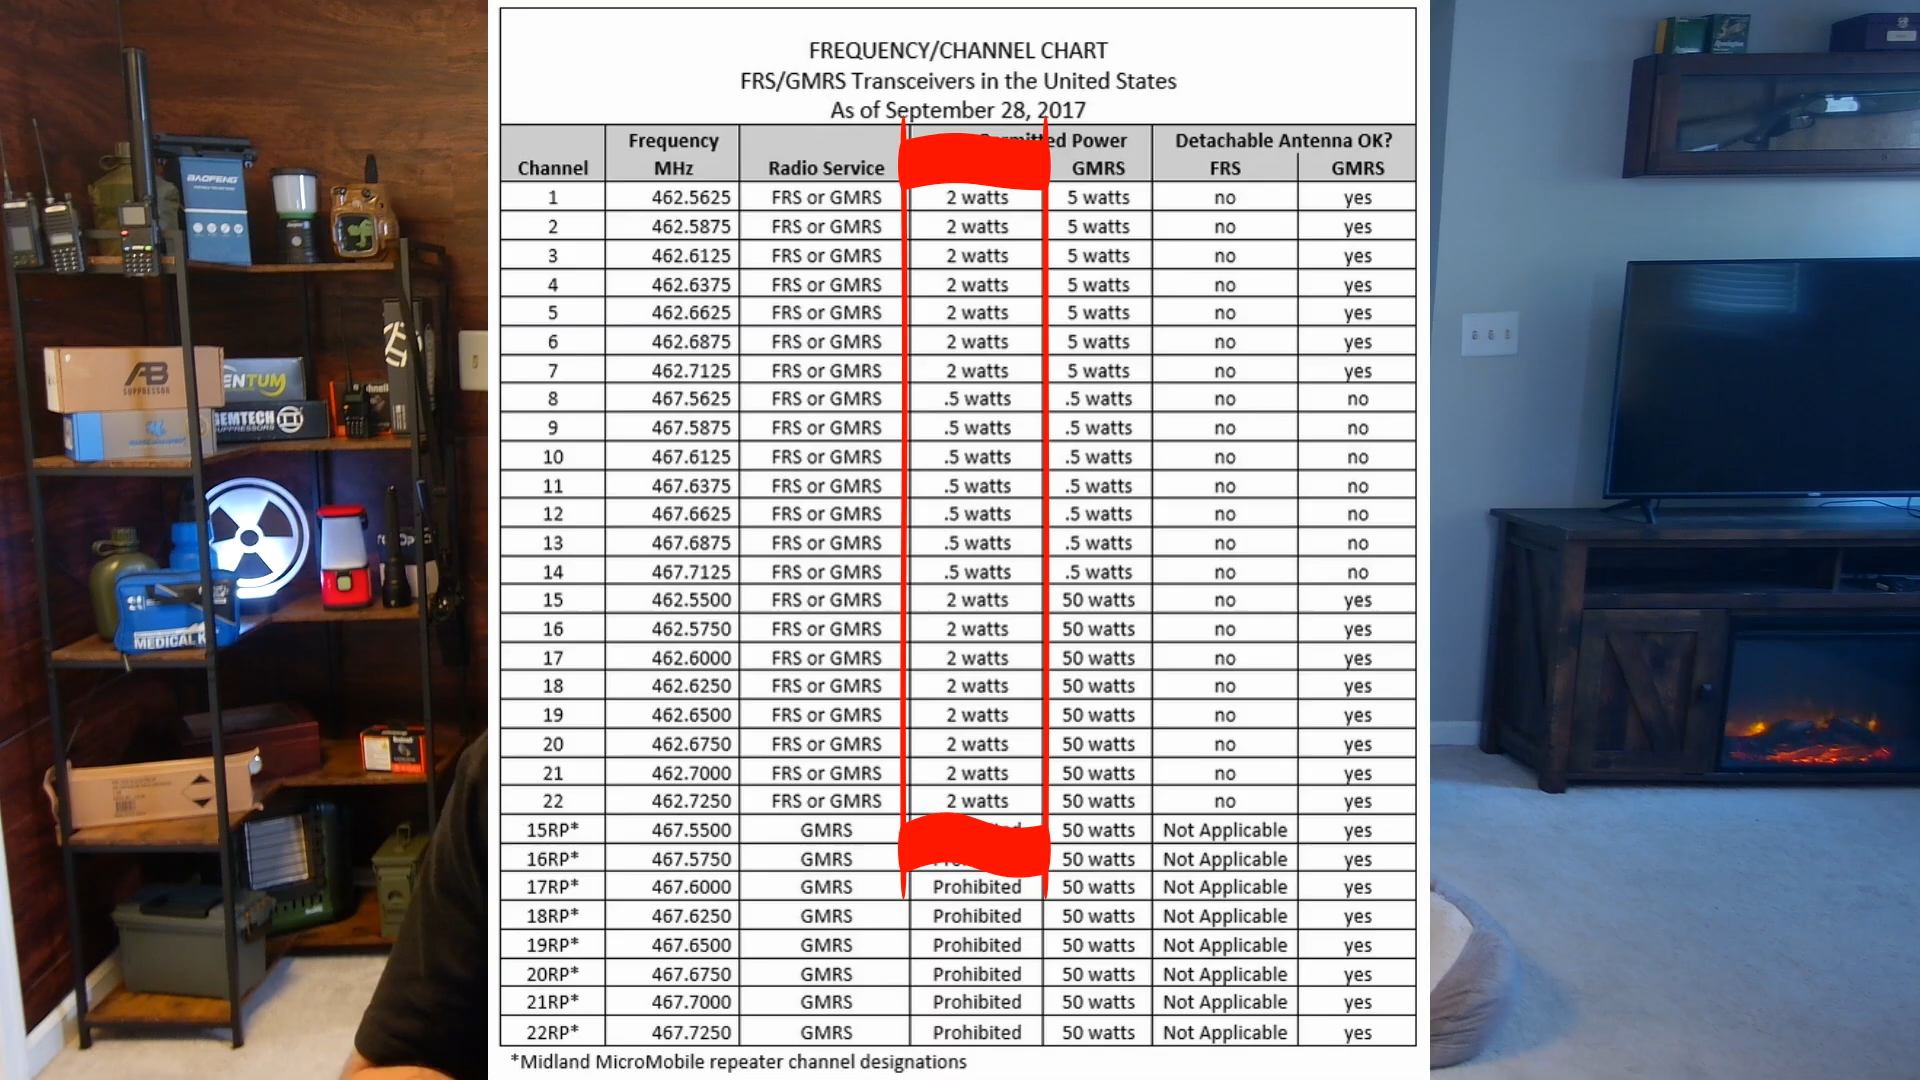 FREQUENCY/CHANNEL CHART
FRS/GMRS Transceivers in the United States
As of September 28, 2017
Channel Frequency MHz Radio Service Power GMRS Detachable Antenna OK? FRS GMRS
1 462.5625 FRS or GMRS 2 watts 5 watts no yes
2 462.5875 FRS or GMRS 2 watts 5 watts no yes
3 462.6125 FRS or GMRS 2 watts 5 watts no yes
4 462.6375 FRS or GMRS 2 watts 5 watts no yes
5 462.6625 FRS or GMRS 2 watts 5 watts no yes
6 462.6875 FRS or GMRS 2 watts 5 watts no yes
7 462.7125 FRS or GMRS 2 watts 5 watts no yes
8 467.5625 FRS or GMRS .5 watts .5 watts no no
9 467.5875 FRS or GMRS .5 watts .5 watts no no
10 467.6125 FRS or GMRS .5 watts .5 watts no no
11 467.6375 FRS or GMRS .5 watts .5 watts no no
12 467.6625 FRS or GMRS .5 watts .5 watts no no
13 467.6875 FRS or GMRS .5 watts .5 watts no no
14 467.7125 FRS or GMRS .5 watts .5 watts no no
15 462.5500 FRS or GMRS 2 watts 50 watts no yes
16 462.5750 FRS or GMRS 2 watts 50 watts no yes
17 462.6000 FRS or GMRS 2 watts 50 watts no yes
18 462.6250 FRS or GMRS 2 watts 50 watts no yes
19 462.6500 FRS or GMRS 2 watts 50 watts no yes
20 462.6750 FRS or GMRS 2 watts 50 watts no yes
21 462.7000 FRS or GMRS 2 watts 50 watts no yes
22 462.7250 FRS or GMRS 2 watts 50 watts no yes
15RP* 467.5500 GMRS 50 watts Not Applicable yes
16RP* 467.5750 GMRS 50 watts Not Applicable yes
17RP* 467.6000 GMRS Prohibited 50 watts Not Applicable yes
18RP* 467.6250 GMRS Prohibited 50 watts Not Applicable yes
19RP* 467.6500 GMRS Prohibited 50 watts Not Applicable yes
20RP* 467.6750 GMRS Prohibited 50 watts Not Applicable yes
21RP* 467.7000 GMRS Prohibited 50 watts Not Applicable yes
22RP* 467.7250 GMRS Prohibited 50 watts Not Applicable yes
*Midland MicroMobile repeater channel designations
BAOFENG
AB
SUPPRESSOR
ENTUM
GEMTECH
SUPPRESSORS
MEDICAL K
Remington